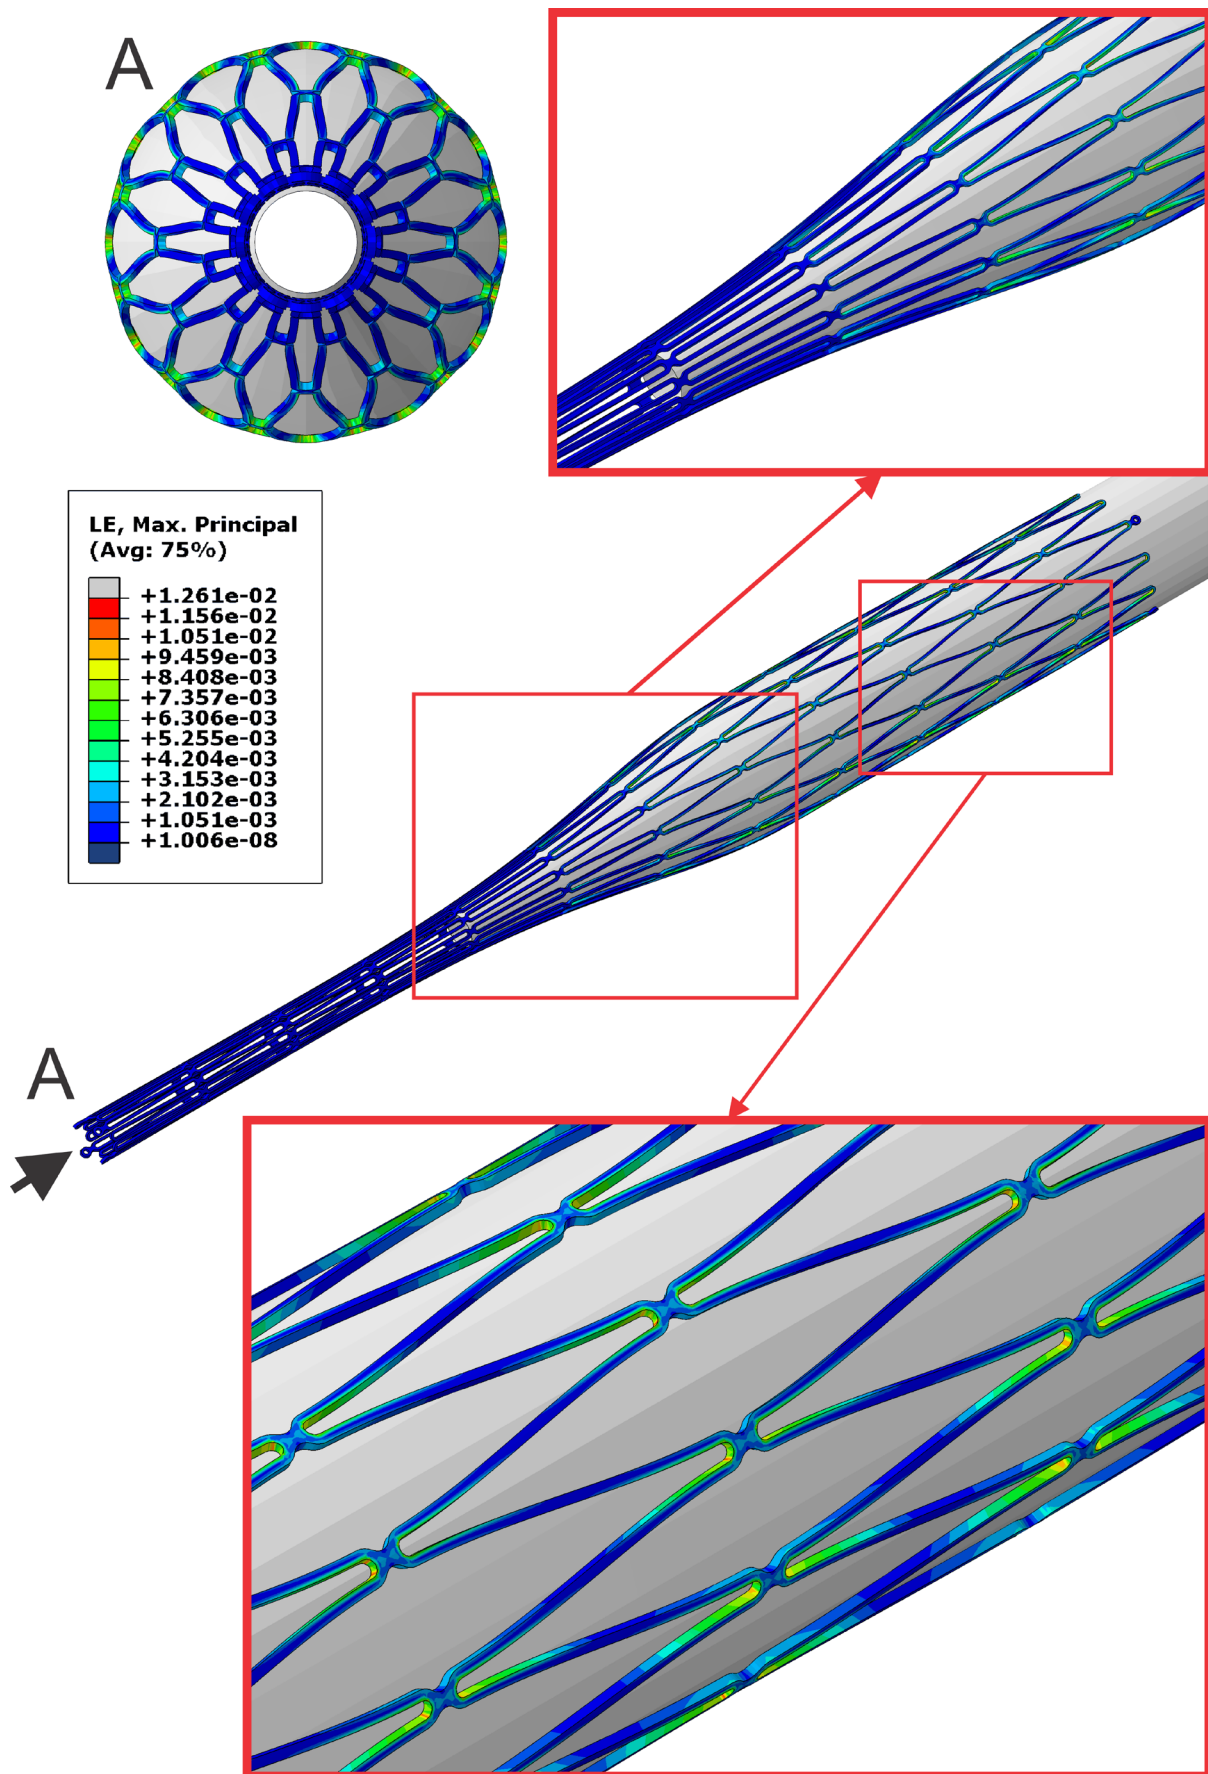 A
LE, Max. Principal
(Avg: 75%)
+1.261e-02
+1.156e-02
+1.051e-02
+9.459e-03
+8.408e-03
+7.357e-03
+6.306e-03
+5.255e-03
+4.204e-03
+3.153e-03
+2.102e-03
+1.051e-03
+1.006e-08
A